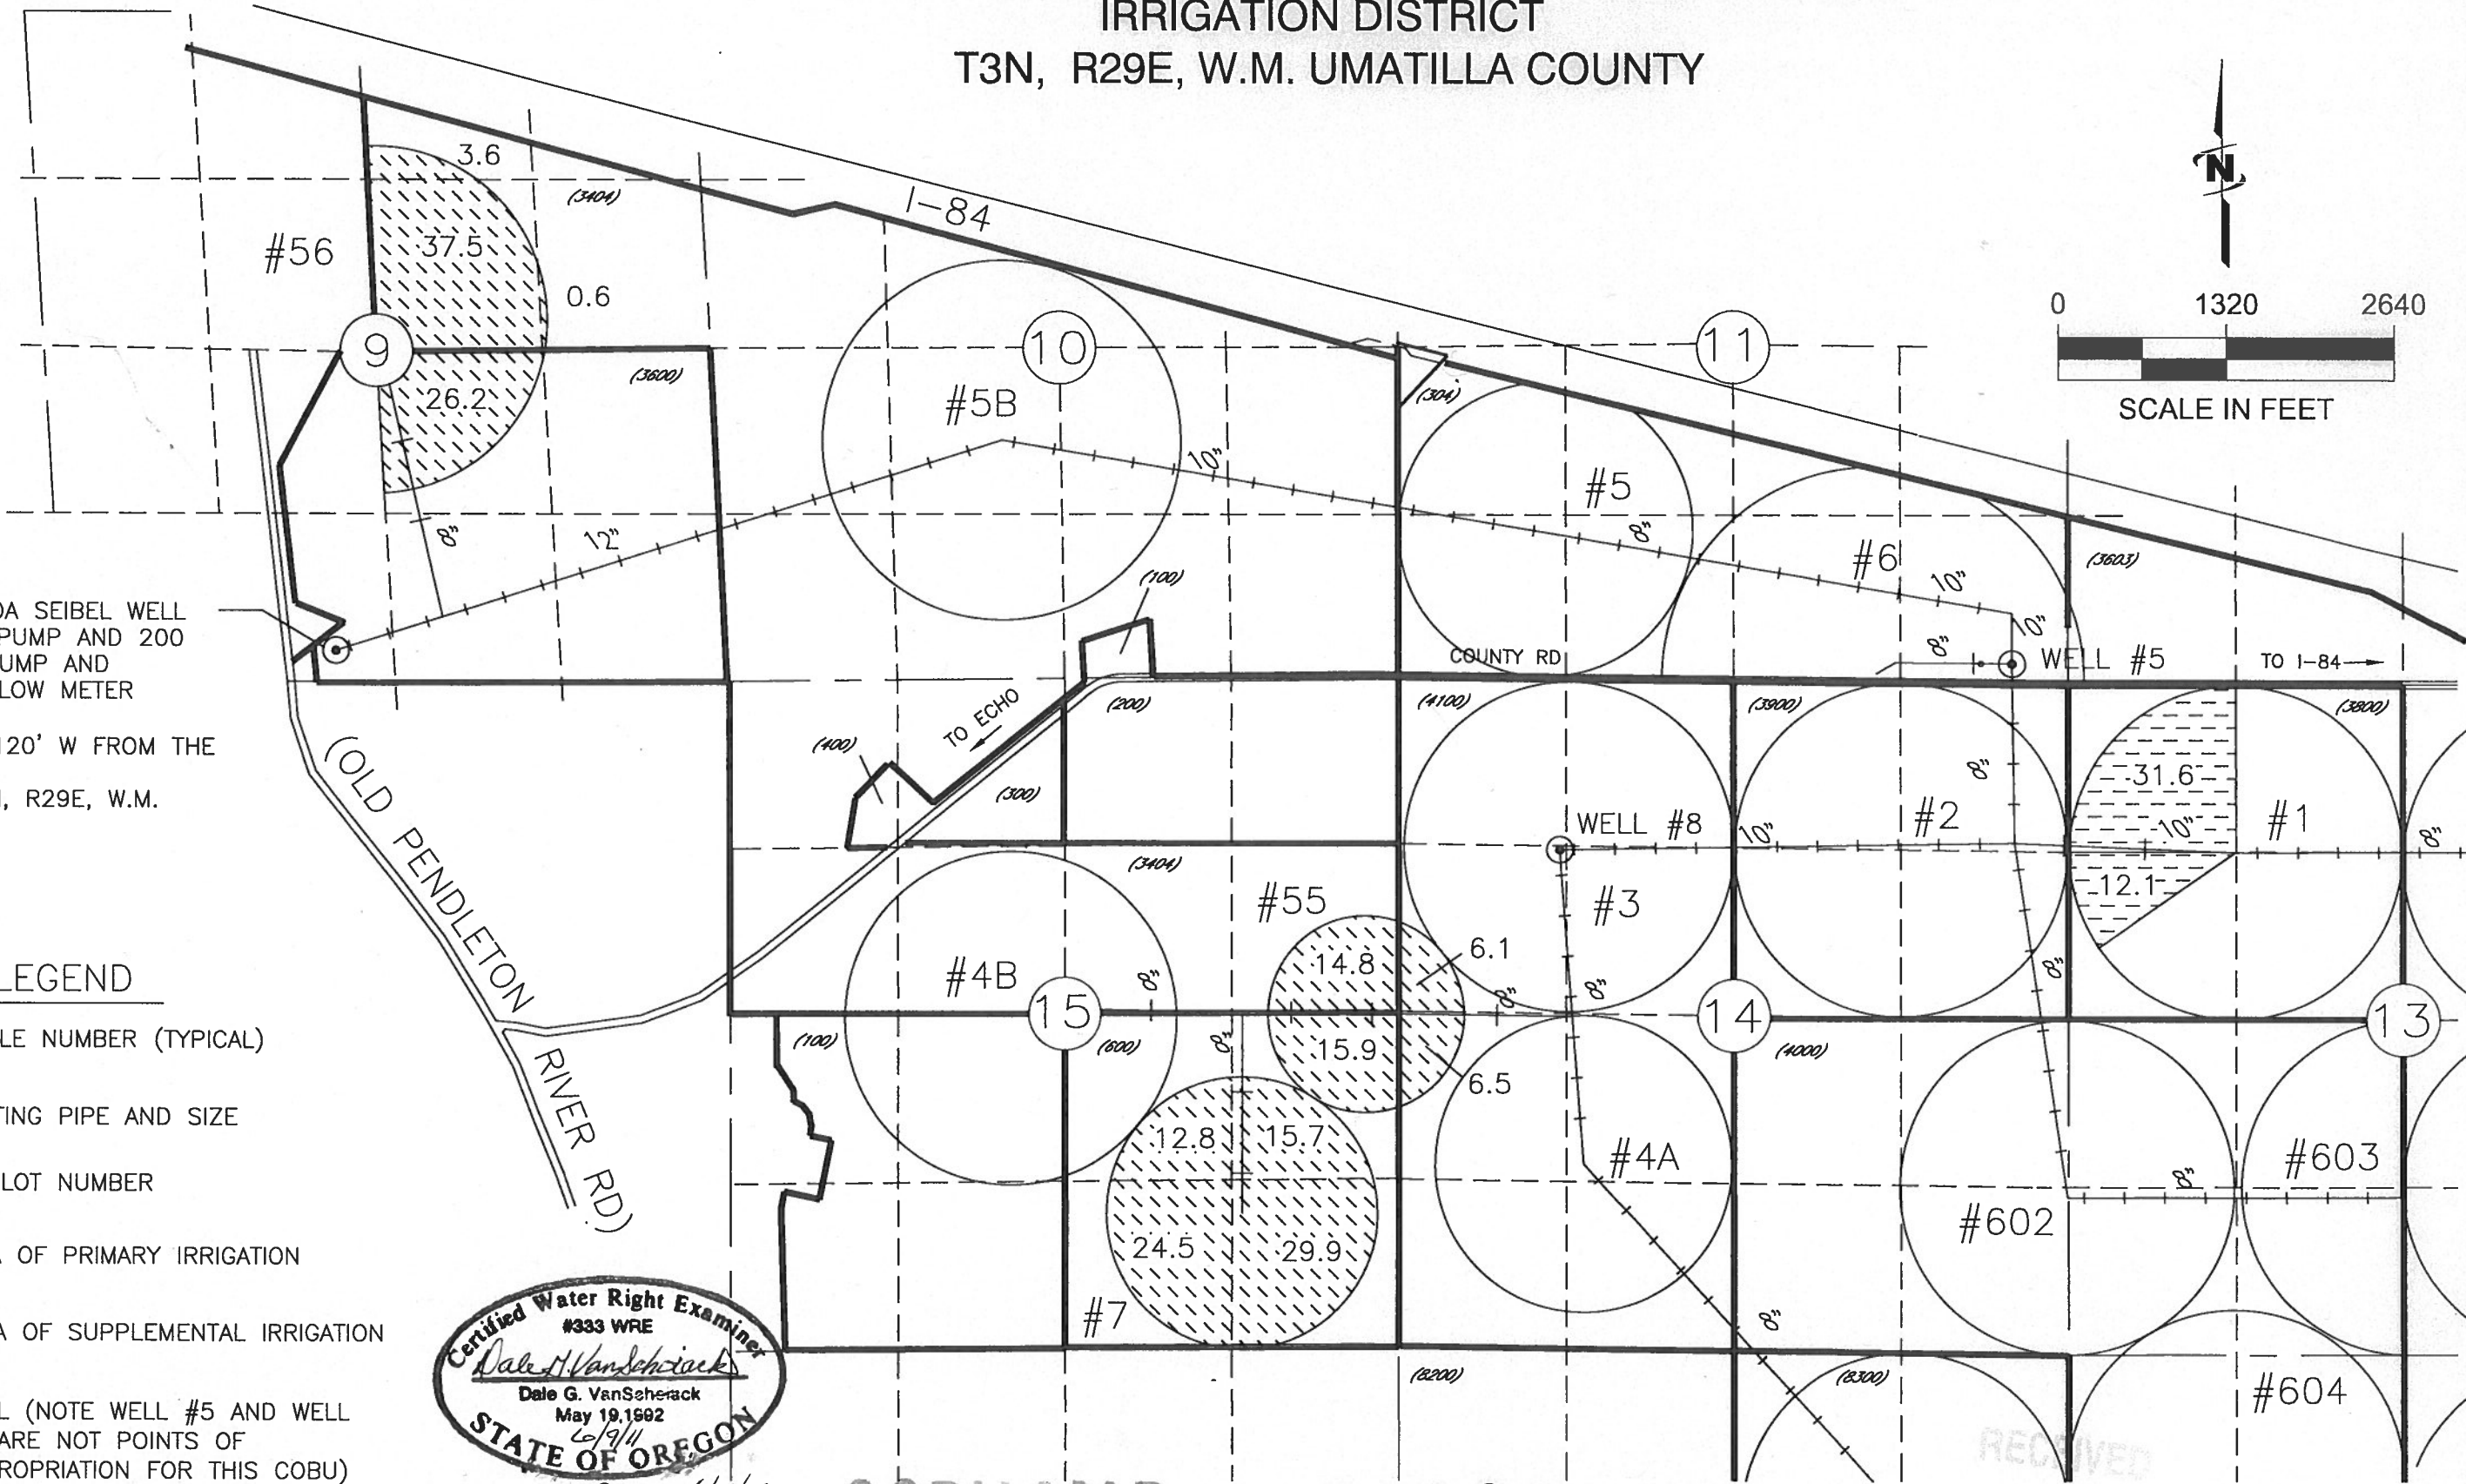 IRRIGATION DISTRICT
T3N, R29E, W.M. UMATILLA COUNTY
N
0 1320 2640
SCALE IN FEET
3.6
(3404)
I-84
#56
37.5
0.6
9
10
11
(3600)
26.2
#5B
(304)
10"
#5
8"
8"
12"
#6
10"
(3603)
(100)
10"
DA SEIBEL WELL
PUMP AND 200
UMP AND
LOW METER
COUNTY RD
8"
WELL #5
TO I-84
120' W FROM THE
, R29E, W.M.
(OLD PENDLETON RIVER RD)
TO ECHO
(200)
(4100)
(3900)
(3800)
(400)
(300)
8"
31.6
WELL #8
10"
#2
10"
#1
8"
(3404)
12.1
#55
#3
LEGEND
#4B
8"
14.8
6.1
8"
8"
8"
15
14
13
LE NUMBER (TYPICAL)
(100)
(600)
8"
15.9
(4000)
6.5
TING PIPE AND SIZE
12.8
15.7
#4A
#603
LOT NUMBER
8"
#602
A OF PRIMARY IRRIGATION
24.5
29.9
#7
8"
A OF SUPPLEMENTAL IRRIGATION
(8200)
(8300)
#604
L (NOTE WELL #5 AND WELL
ARE NOT POINTS OF
ROPRIATION FOR THIS COBU)
Certified Water Right Examiner
#333 WRE
Dale G. VanScheiack
Dale G. VanScheiack
May 19, 1992
6/9/11
STATE OF OREGON
RECEIVED